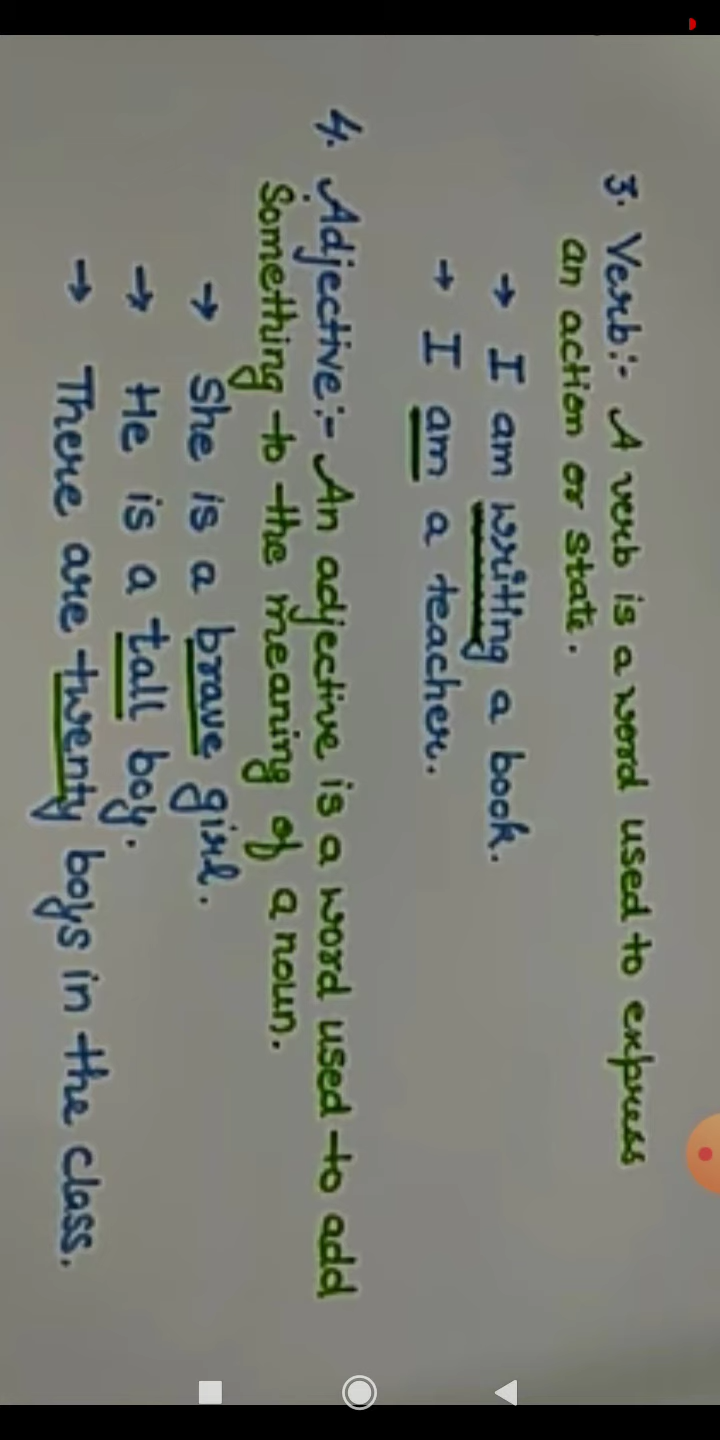 3. Verb:- A verb is a word used to express
an action or state.
→ I am writing a book.
→ I am a teacher.
4. Adjective:- An adjective is a word used to add
Something to the meaning of a noun.
→ She is a brave girl.
→ He is a tall boy.
→ There are twenty boys in the class.